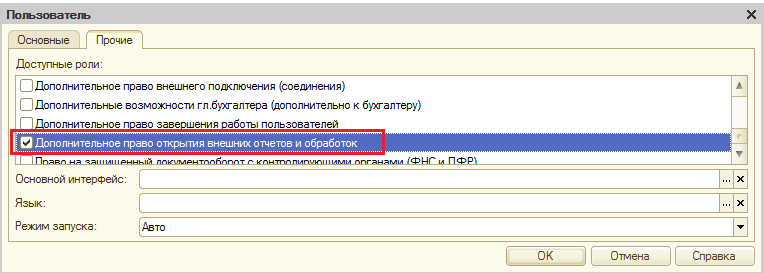 Пользователь
Основные Прочие
Доступные роли:
Дополнительное право внешнего подключения (соединения)
Дополнительные возможности гл.бухгалтера (дополнительно к бухгалтеру)
Дополнительное право завершения работы пользователей
Дополнительное право открытия внешних отчетов и обработок
Право на защищенный документооборот с контролирующими органами (ФНС и ПФР)
Основной интерфейс: ...
Язык: ...
Режим запуска: Авто
OK Отмена Справка